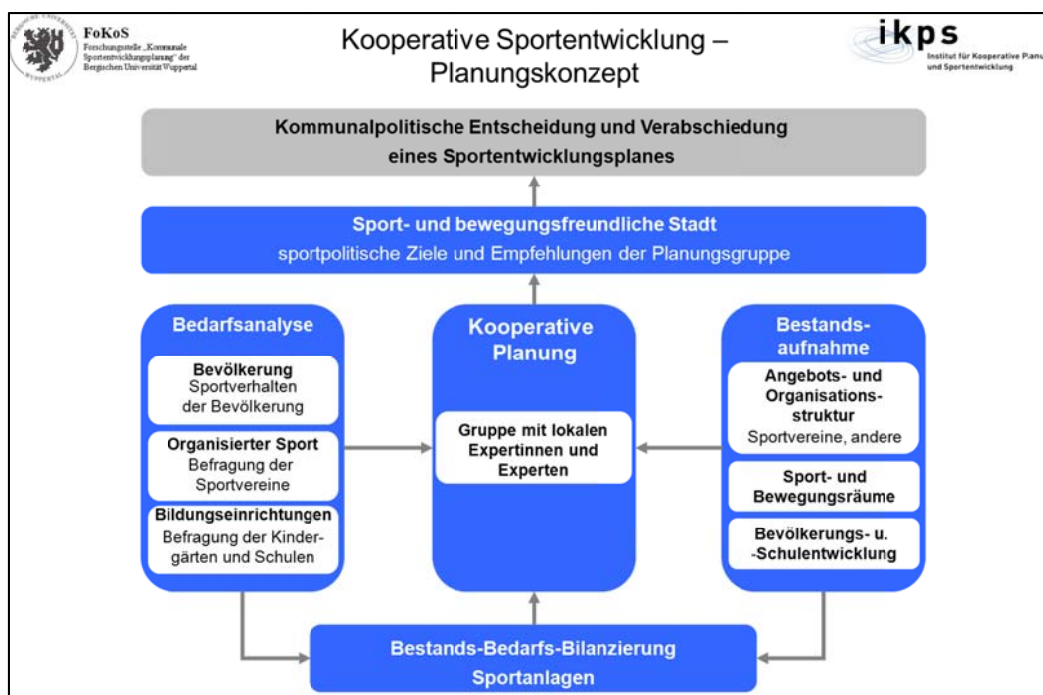 FoKoS
Forschungsstelle „Kommunale
Sportentwicklungsplanung" der
Bergischen Universität Wuppertal
Kooperative Sportentwicklung –
Planungskonzept
ikps
Institut für Kooperative Planu
und Sportentwicklung
Kommunalpolitische Entscheidung und Verabschiedung
eines Sportentwicklungsplanes
Sport- und bewegungsfreundliche Stadt
sportpolitische Ziele und Empfehlungen der Planungsgruppe
Bedarfsanalyse
Bevölkerung
Sportverhalten
der Bevölkerung
Organisierter Sport
Befragung der
Sportvereine
Bildungseinrichtungen
Befragung der Kinder-
gärten und Schulen
Kooperative
Planung
Gruppe mit lokalen
Expertinnen und
Experten
Bestands-
aufnahme
Angebots- und
Organisations-
struktur
Sportvereine, andere
Sport- und
Bewegungsräume
Bevölkerungs- u.
-Schulentwicklung
Bestands-Bedarfs-Bilanzierung
Sportanlagen